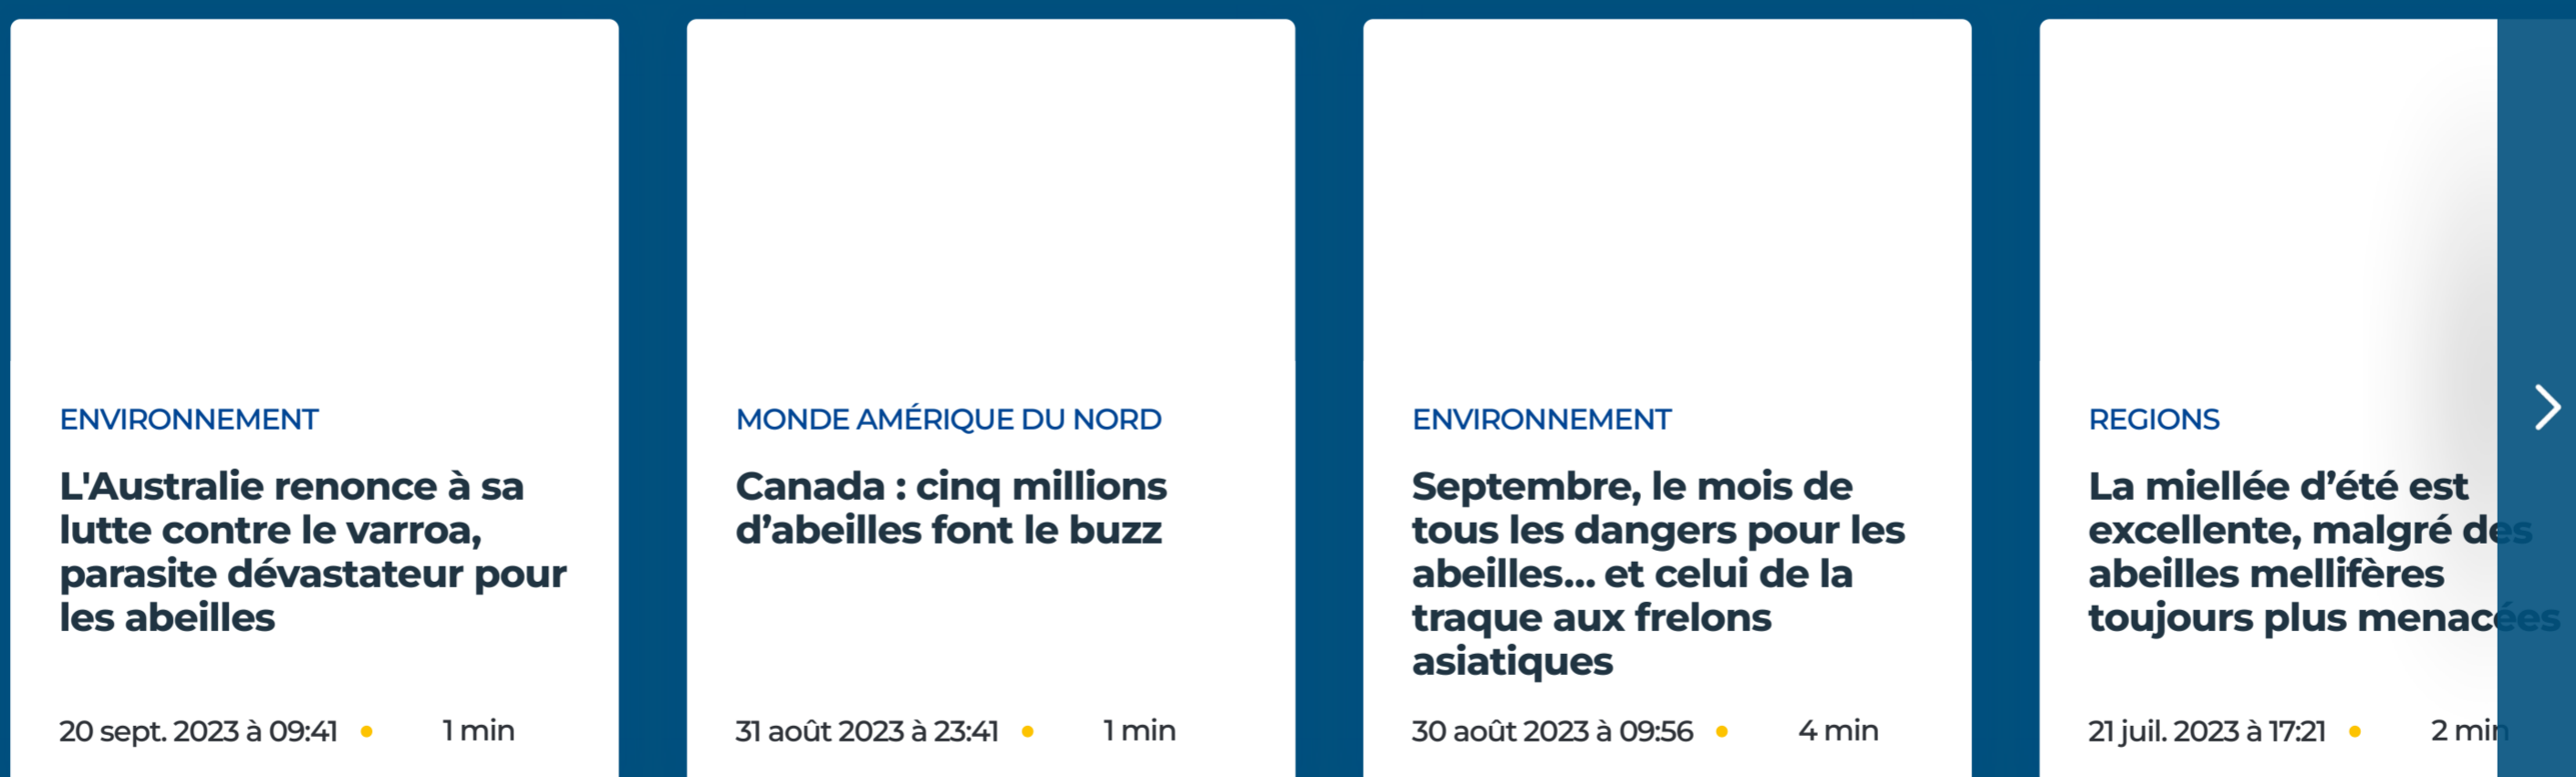 ENVIRONNEMENT
L'Australie renonce à sa
lutte contre le varroa,
parasite dévastateur pour
les abeilles
20 sept. 2023 à 09:41 • 1 min
MONDE AMÉRIQUE DU NORD
Canada : cinq millions
d’abeilles font le buzz
31 août 2023 à 23:41 • 1 min
ENVIRONNEMENT
Septembre, le mois de
tous les dangers pour les
abeilles... et celui de la
traque aux frelons
asiatiques
30 août 2023 à 09:56 • 4 min
REGIONS
La miellée d’été est
excellente, malgré des
abeilles mellifères
toujours plus menacées
21 juil. 2023 à 17:21 • 2 min